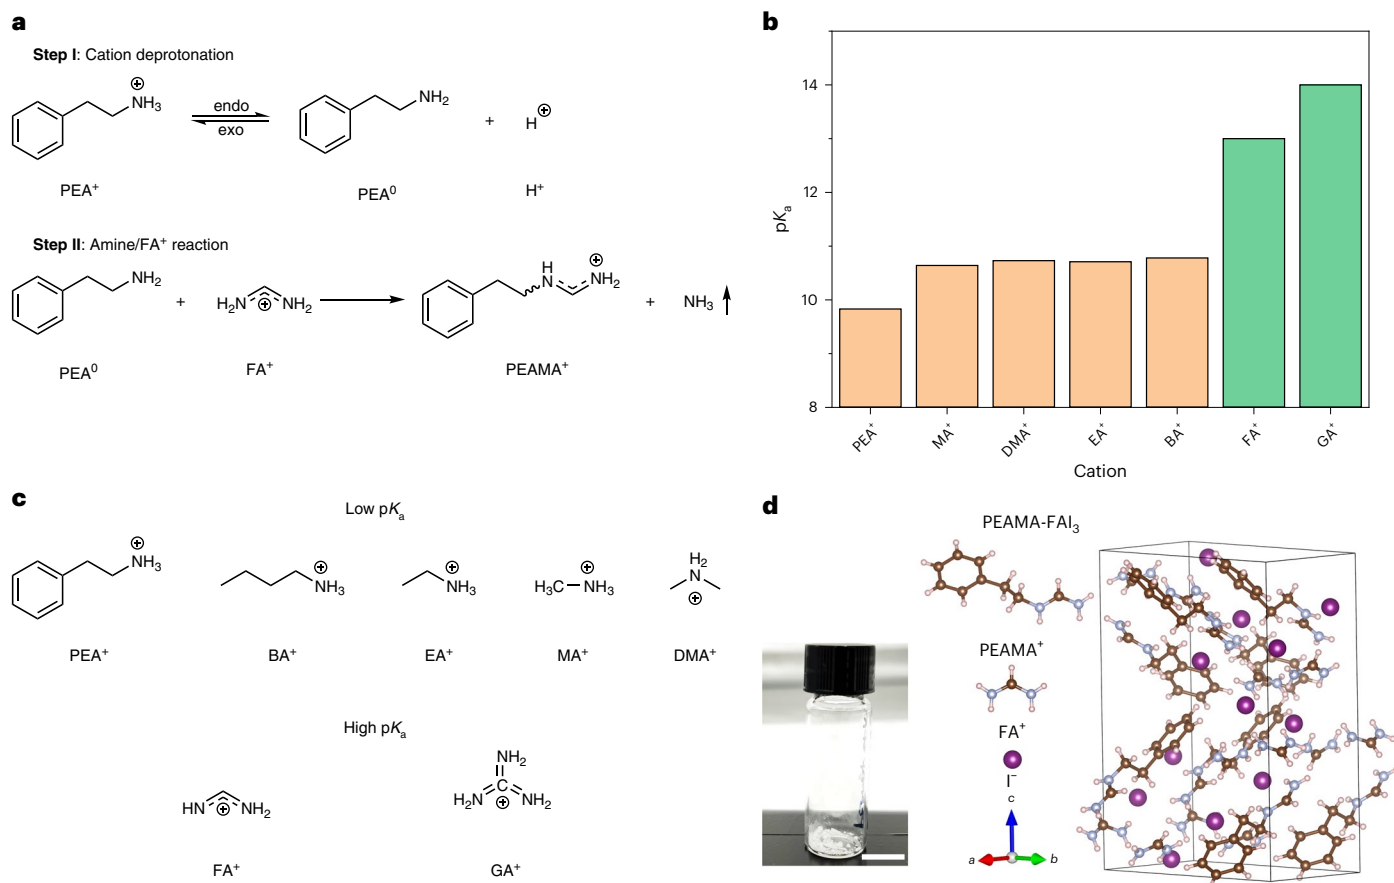 a
Step I: Cation deprotonation
NH3
⊕
endo
exo
NH2
+
H⊕
PEA+
PEA0
H+
Step II: Amine/FA+ reaction
NH2
+
H2N
⊕
NH2
H
N
⊕
NH2
+
NH3
PEA0
FA+
PEAMA+
b
14
12
10
8
pKa
PEA+
MA+
DMA+
EA+
BA+
FA+
GA+
Cation
c
Low pKa
⊕
NH3
⊕
NH3
⊕
NH3
H3C
⊕
NH3
H2
N
⊕
PEA+
BA+
EA+
MA+
DMA+
High pKa
HN
⊕
NH2
NH2
C
H2N
⊕
NH2
FA+
GA+
d
PEAMA-FAI3
PEAMA+
FA+
I−
c
a
b